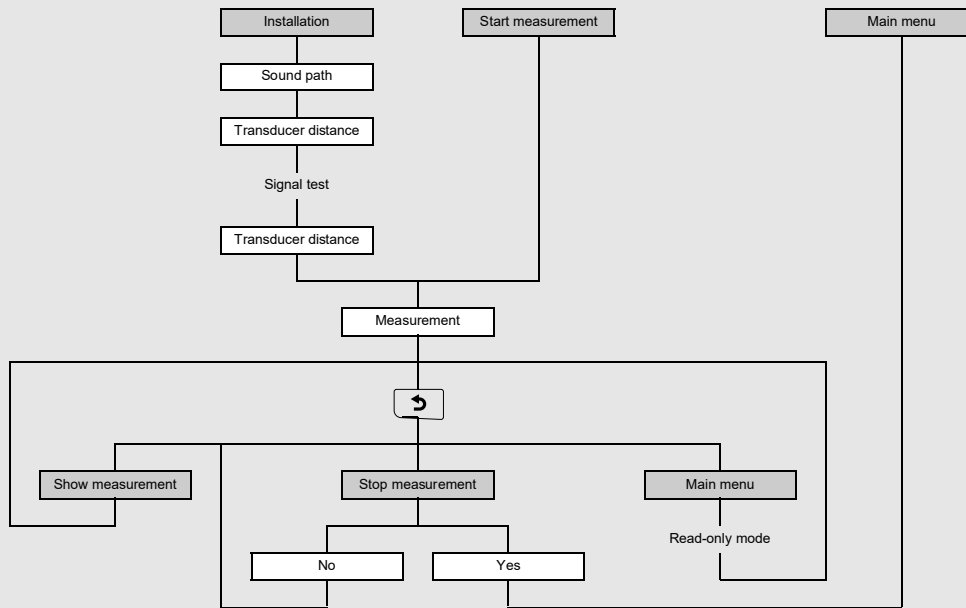 Installation
Start measurement
Main menu
Sound path
Transducer distance
Signal test
Transducer distance
Measurement
Show measurement
Stop measurement
Main menu
Read-only mode
No
Yes